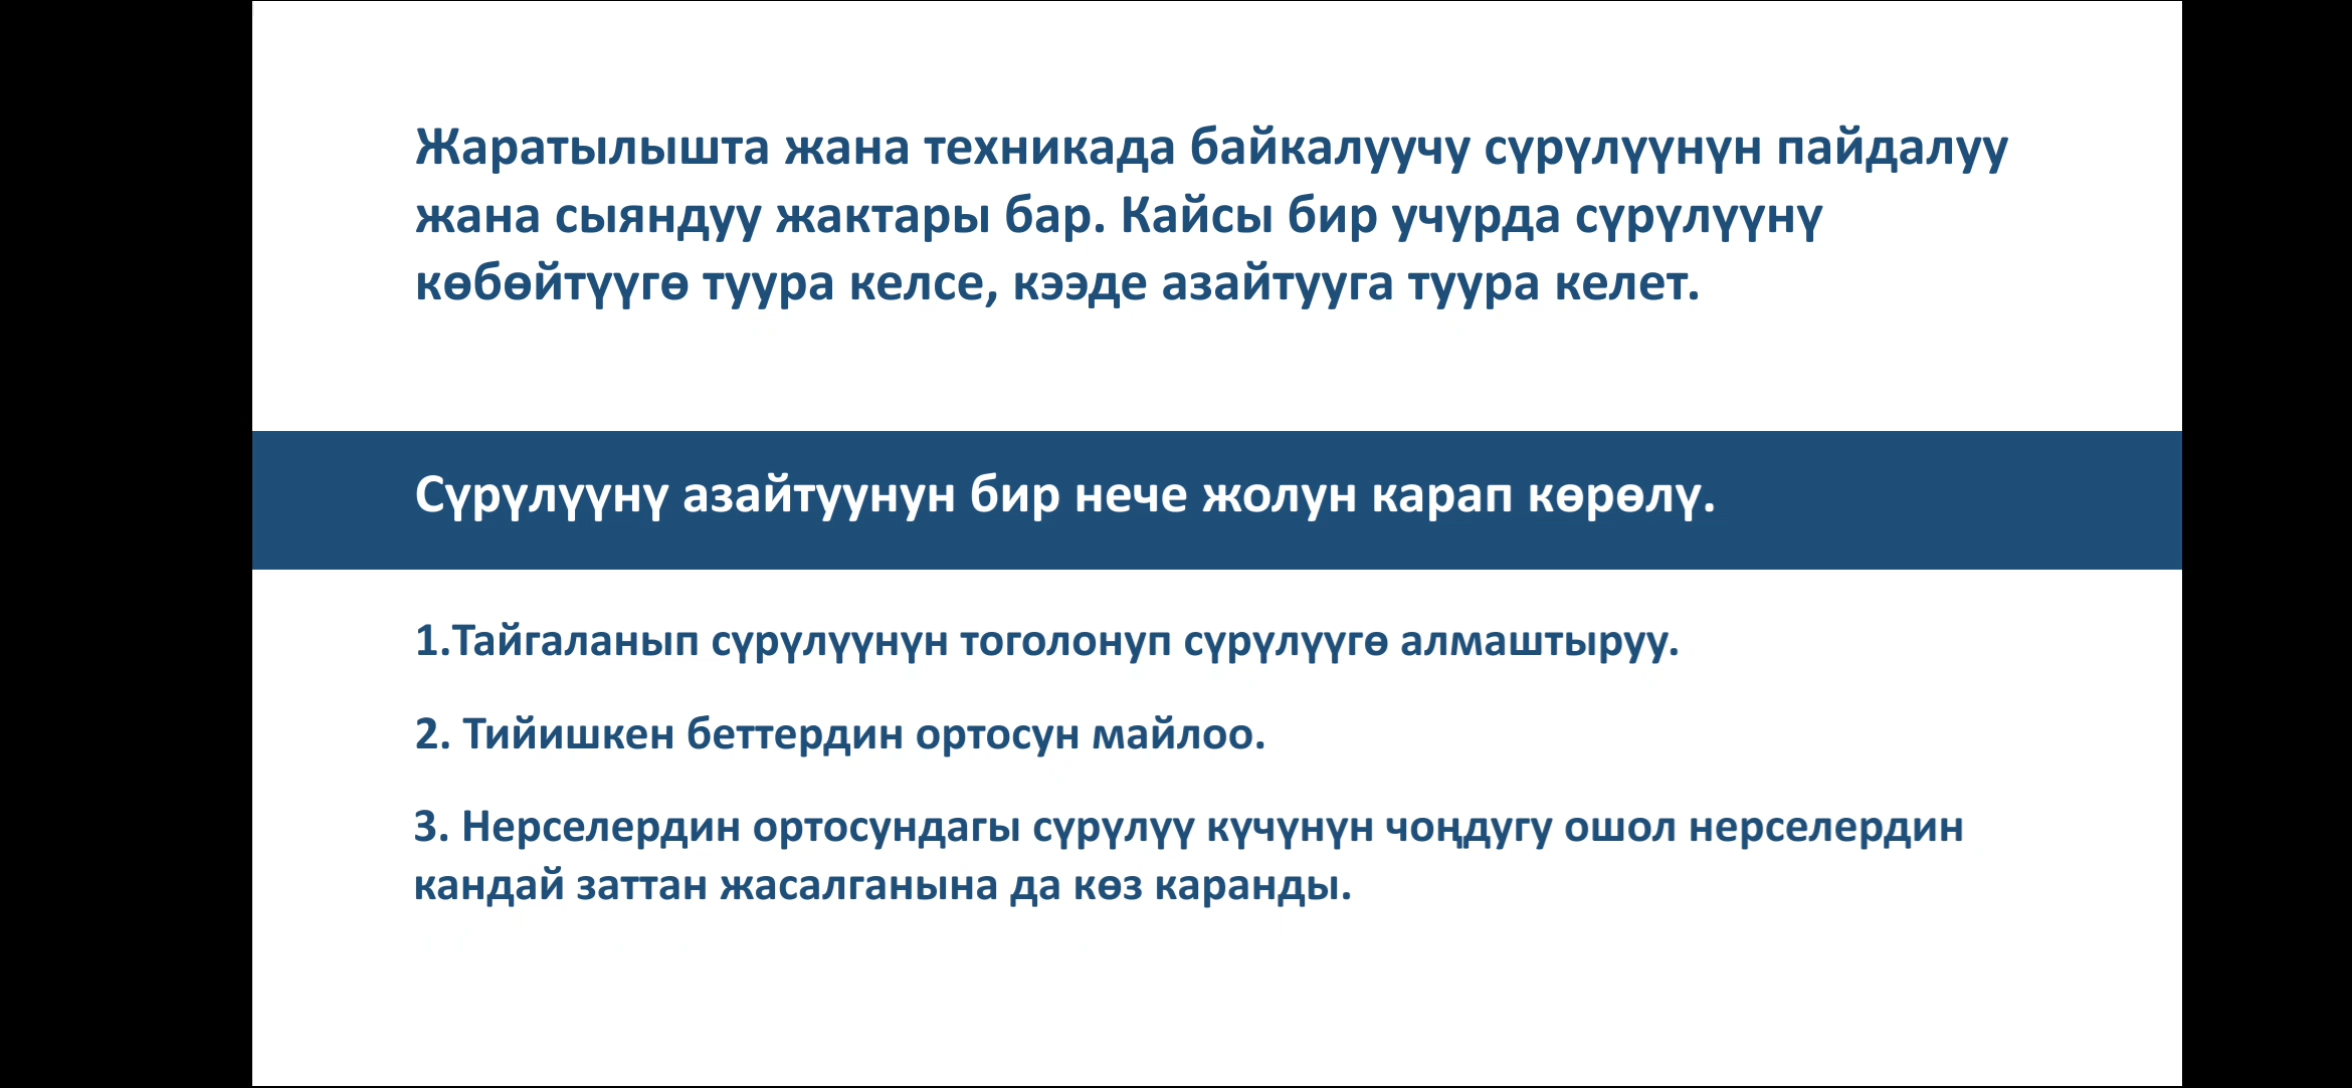 Жаратылышта жана техникада байкалуучу сүрүлүүнүн пайдалуу
жана сыяндуу жактары бар. Кайсы бир учурда сүрүлүүнү
көбөйтүүгө туура келсе, кээде азайтууга туура келет.
Сүрүлүүнү азайтуунун бир нече жолун карап көрөлү.
1.Тайгаланып сүрүлүүнүн тоголонуп сүрүлүүгө алмаштыруу.
2. Тийишкен беттердин ортосун майлоо.
3. Нерселердин ортосундагы сүрүлүү күчүнүн чоңдугу ошол нерселердин
кандай заттан жасалганына да көз каранды.